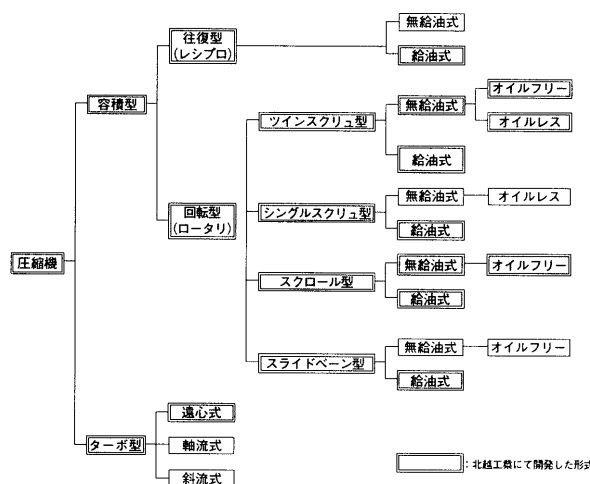 無給油式
往復型
(レシプロ)
給油式
オイルフリー
容積型
無給油式
ツインスクリュ型
オイルレス
給油式
無給油式
オイルレス
回転型
(ロータリ)
シングルスクリュ型
給油式
圧縮機
無給油式
オイルフリー
スクロール型
給油式
無給油式
オイルフリー
スライドベーン型
給油式
遠心式
ターボ型
軸流式
斜流式
:北越工業にて開発した形式